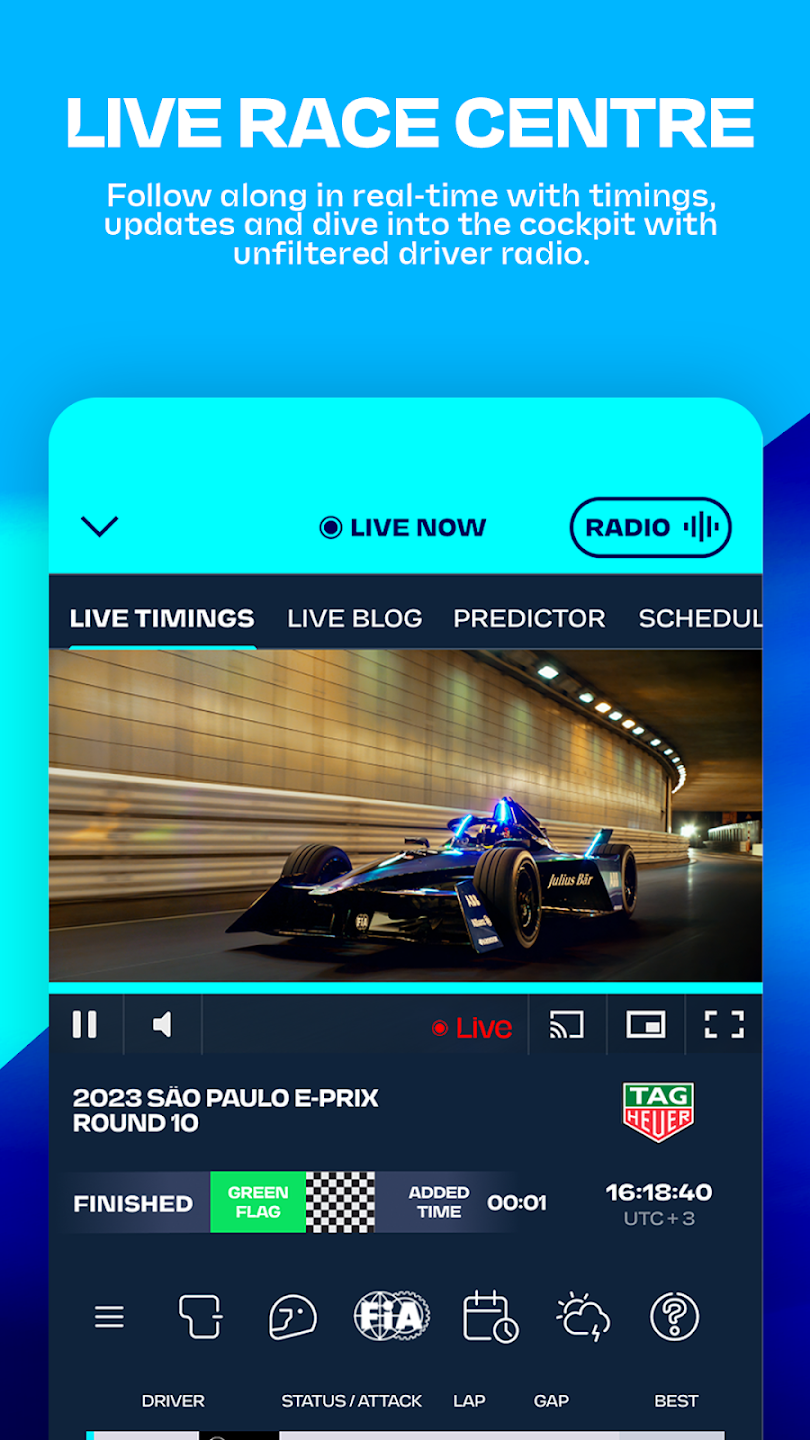 LIVE RACE CENTRE
Follow along in real-time with timings,
updates and dive into the cockpit with
unfiltered driver radio.
LIVE NOW
RADIO
LIVE TIMINGS LIVE BLOG PREDICTOR SCHEDUL
Julius Bär
ABB
FIA
Live
2023 SÃO PAULO E-PRIX
ROUND 10
TAG
HEUER
FINISHED
GREEN
FLAG
ADDED
TIME
00:01
16:18:40
UTC + 3
FIA
DRIVER STATUS / ATTACK LAP GAP BEST